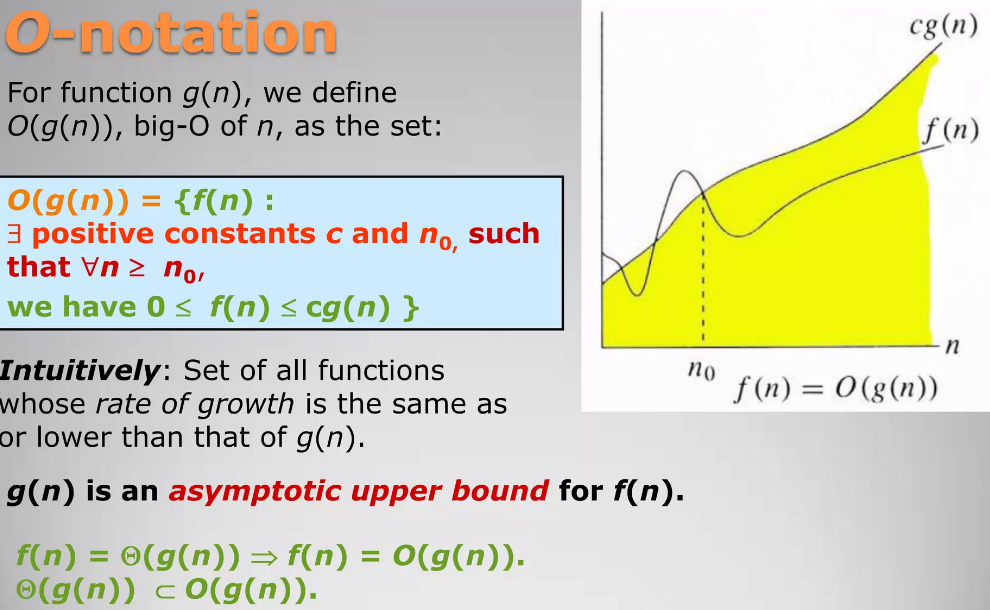 O-notation
For function g(n), we define
O(g(n)), big-O of n, as the set:
O(g(n)) = {f(n) :
∃ positive constants c and n₀, such
that ∀n ≥ n₀,
we have 0 ≤ f(n) ≤ cg(n) }
Intuitively: Set of all functions
whose rate of growth is the same as
or lower than that of g(n).
g(n) is an asymptotic upper bound for f(n).
f(n) = Θ(g(n)) ⇒ f(n) = O(g(n)).
Θ(g(n)) ⊂ O(g(n)).
cg(n)
f(n)
n
n₀
f(n) = O(g(n))